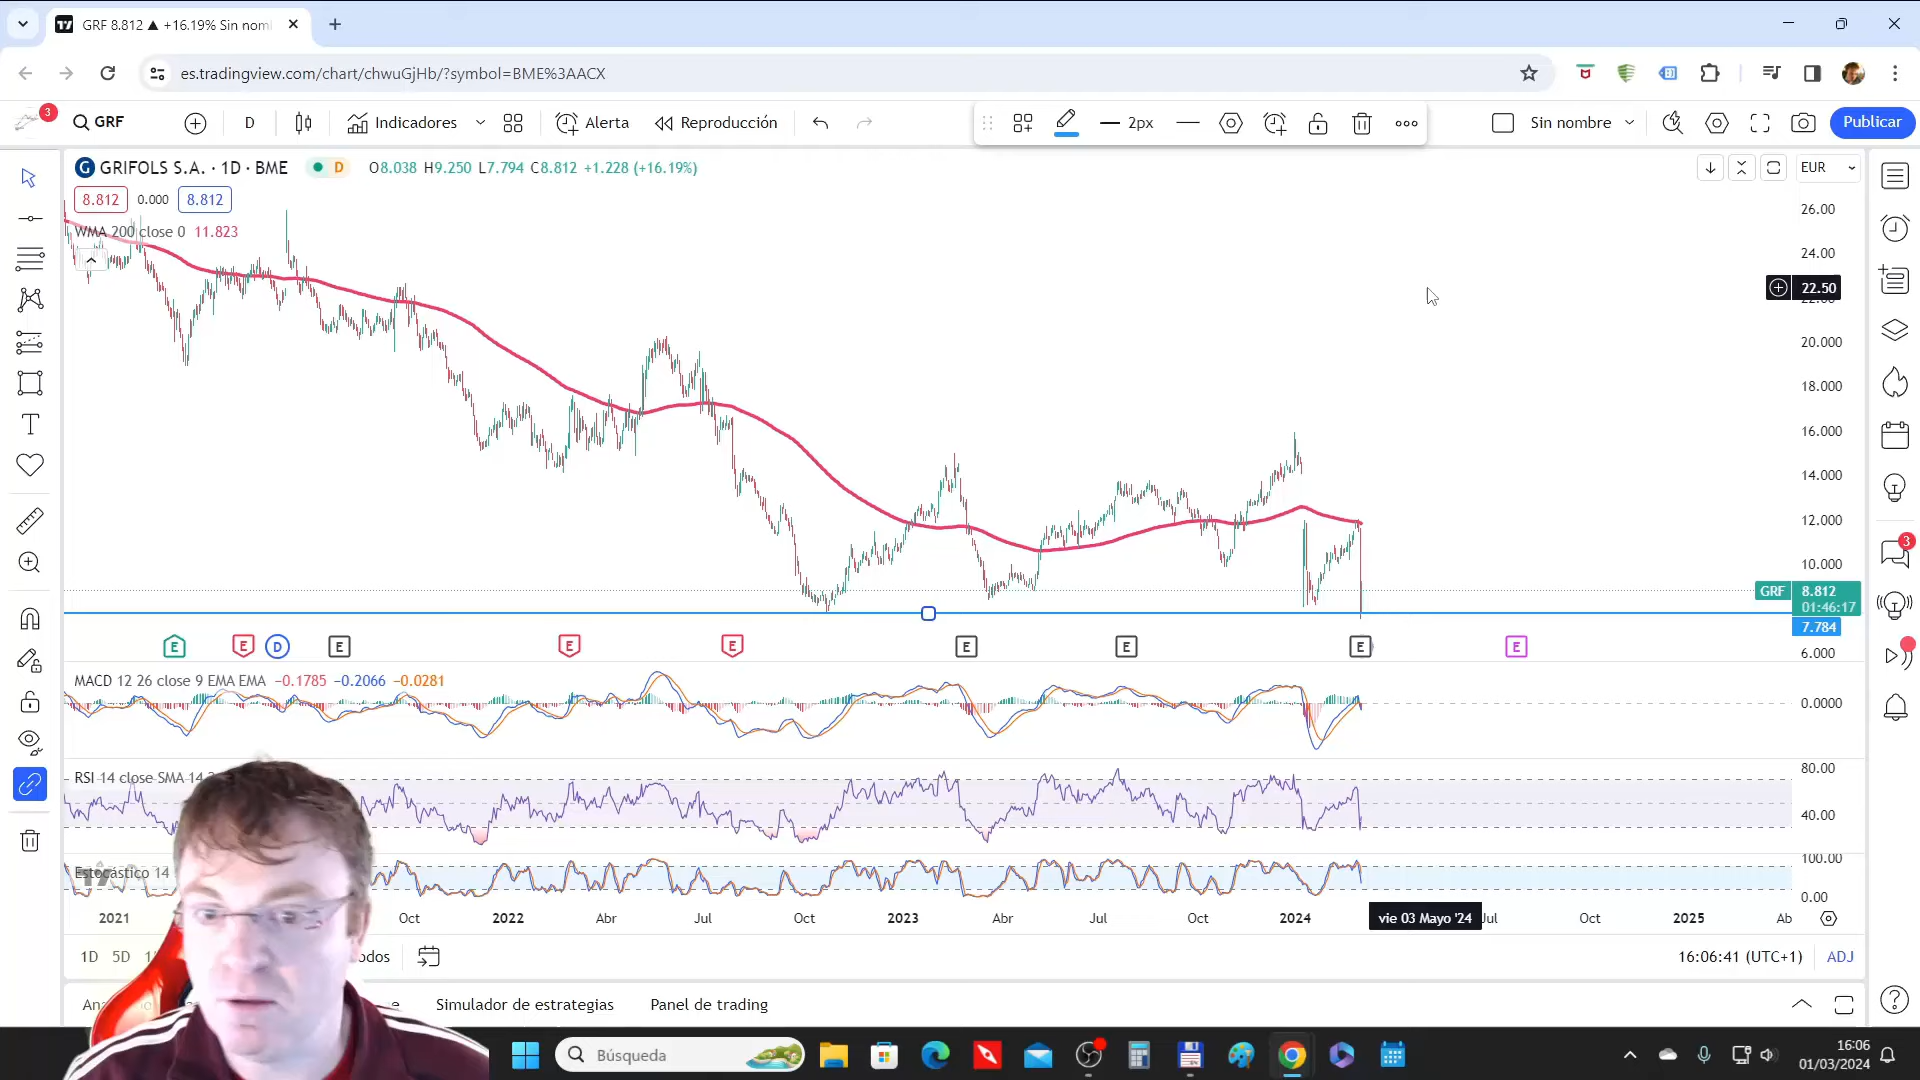 GRF 8.812 ▲ +16.19% Sin nom
es.tradingview.com/chart/chwuGjHb/?symbol=BME%3AACX
3
GRF
D
Indicadores
Alerta
Reproducción
2px
Sin nombre
Publicar
GRIFOLS S.A. · 1D · BME
D
O8.038 H9.250 L7.794 C8.812 +1.228 (+16.19%)
EUR
8.812 0.000 8.812
WMA 200 close 0 11.823
26.00
24.00
22.50
20.000
18.000
16.000
14.000
12.000
10.000
GRF 8.812
01:46:17
7.784
6.000
E E D E E E E E E E
MACD 12 26 close 9 EMA EMA −0.1785 −0.2066 −0.0281
0.0000
RSI 14 close SMA 14
80.00
40.00
Estocástico 14
100.00
0.00
2021 Oct 2022 Abr Jul Oct 2023 Abr Jul Oct 2024 vie 03 Mayo '24 Jul Oct 2025 Ab
1D 5D
16:06:41 (UTC+1) ADJ
Simulador de estrategias
Panel de trading
3
Búsqueda
16:06
01/03/2024